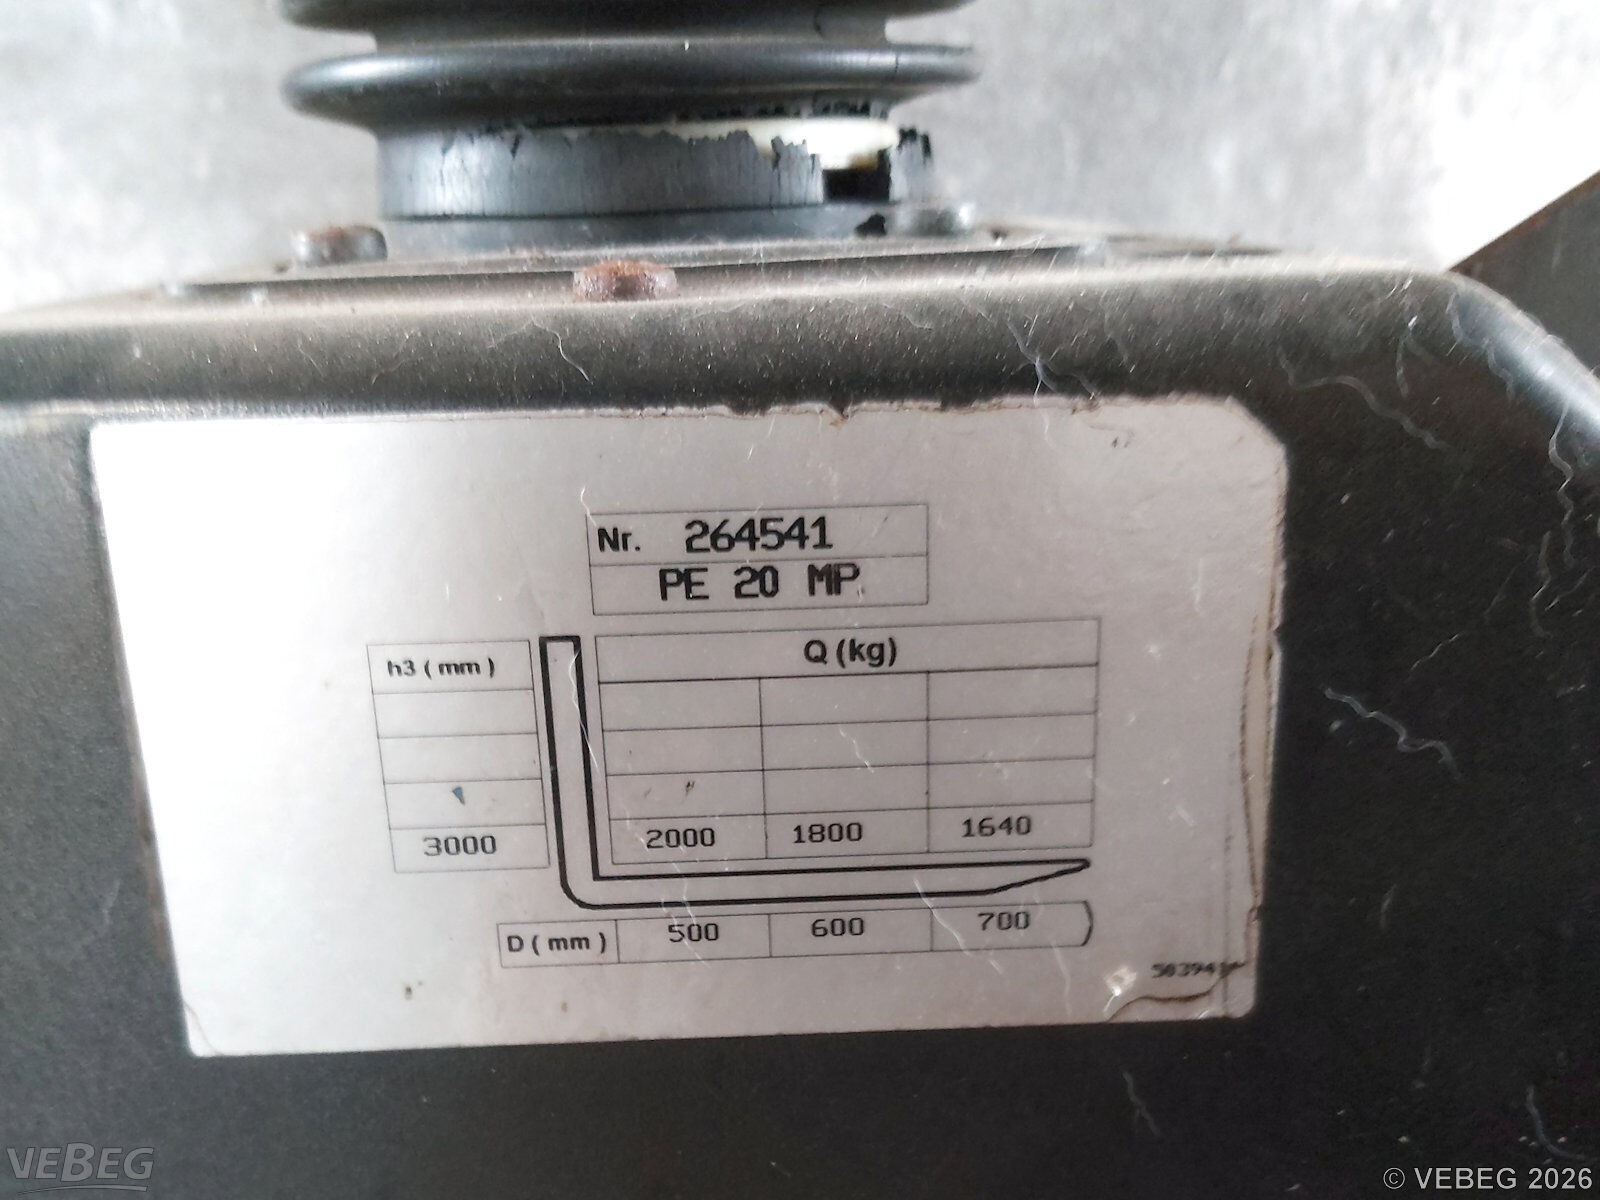 Nr. 264541
PE 20 MP
h3 (mm) Q (kg)
3000 2000 1800 1640
D (mm) 500 600 700
VEBEG
© VEBEG 2026